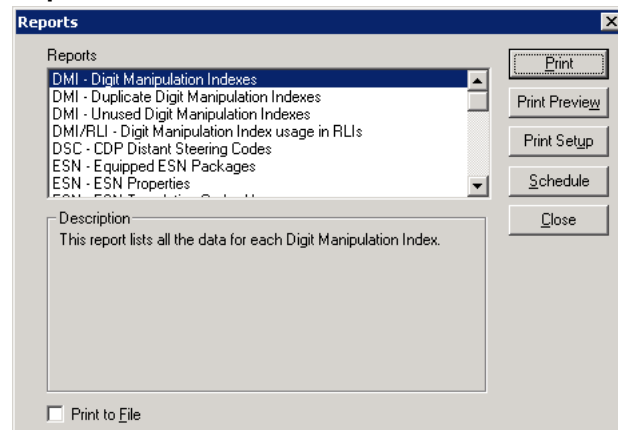 Reports
Reports
DMI - Digit Manipulation Indexes
DMI - Duplicate Digit Manipulation Indexes
DMI - Unused Digit Manipulation Indexes
DMI/RLI - Digit Manipulation Index usage in RLIs
DSC - CDP Distant Steering Codes
ESN - Equipped ESN Packages
ESN - ESN Properties
Print
Print Preview
Print Setup
Schedule
Close
Description
This report lists all the data for each Digit Manipulation Index.
Print to File